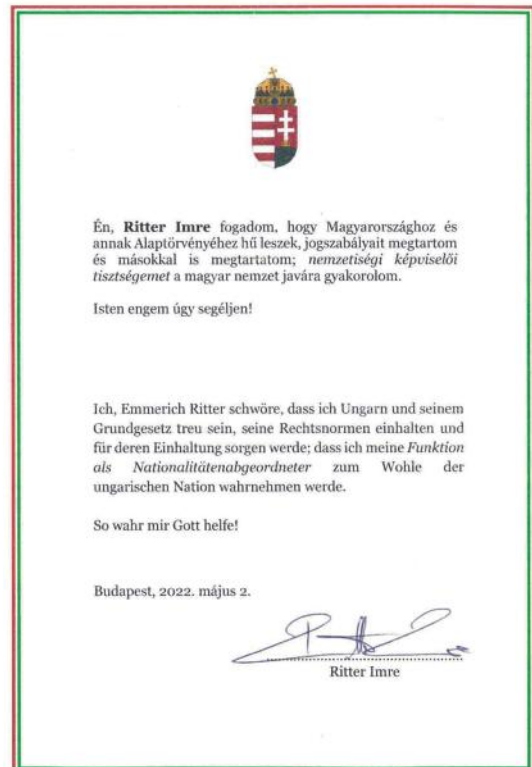 Én, Ritter Imre fogadom, hogy Magyarországhoz és
annak Alaptörvényéhez hű leszek, jogszabályait megtartom
és másokkal is megtartatom; nemzetiségi képviselői
tisztségemet a magyar nemzet javára gyakorolom.
Isten engem úgy segéljen!
Ich, Emmerich Ritter schwöre, dass ich Ungarn und seinem
Grundgesetz treu sein, seine Rechtsnormen einhalten und
für deren Einhaltung sorgen werde; dass ich meine Funktion
als Nationalitätenabgeordneter zum Wohle der
ungarischen Nation wahrnehmen werde.
So wahr mir Gott helfe!
Budapest, 2022. május 2.
Ritter Imre